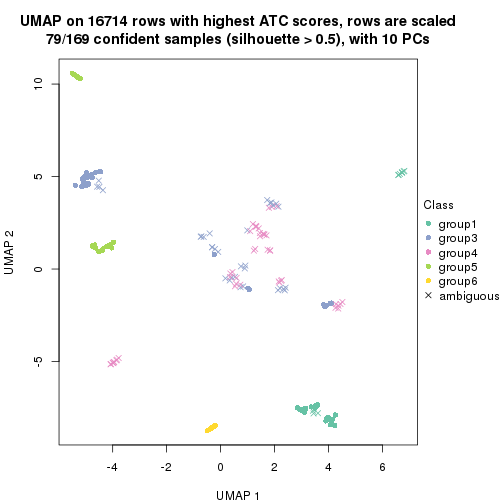 UMAP on 16714 rows with highest ATC scores, rows are scaled
79/169 confident samples (silhouette > 0.5), with 10 PCs
10
5
0
-5
UMAP 2
-4
-2
0
2
4
6
UMAP 1
Class
group1
group3
group4
group5
group6
ambiguous